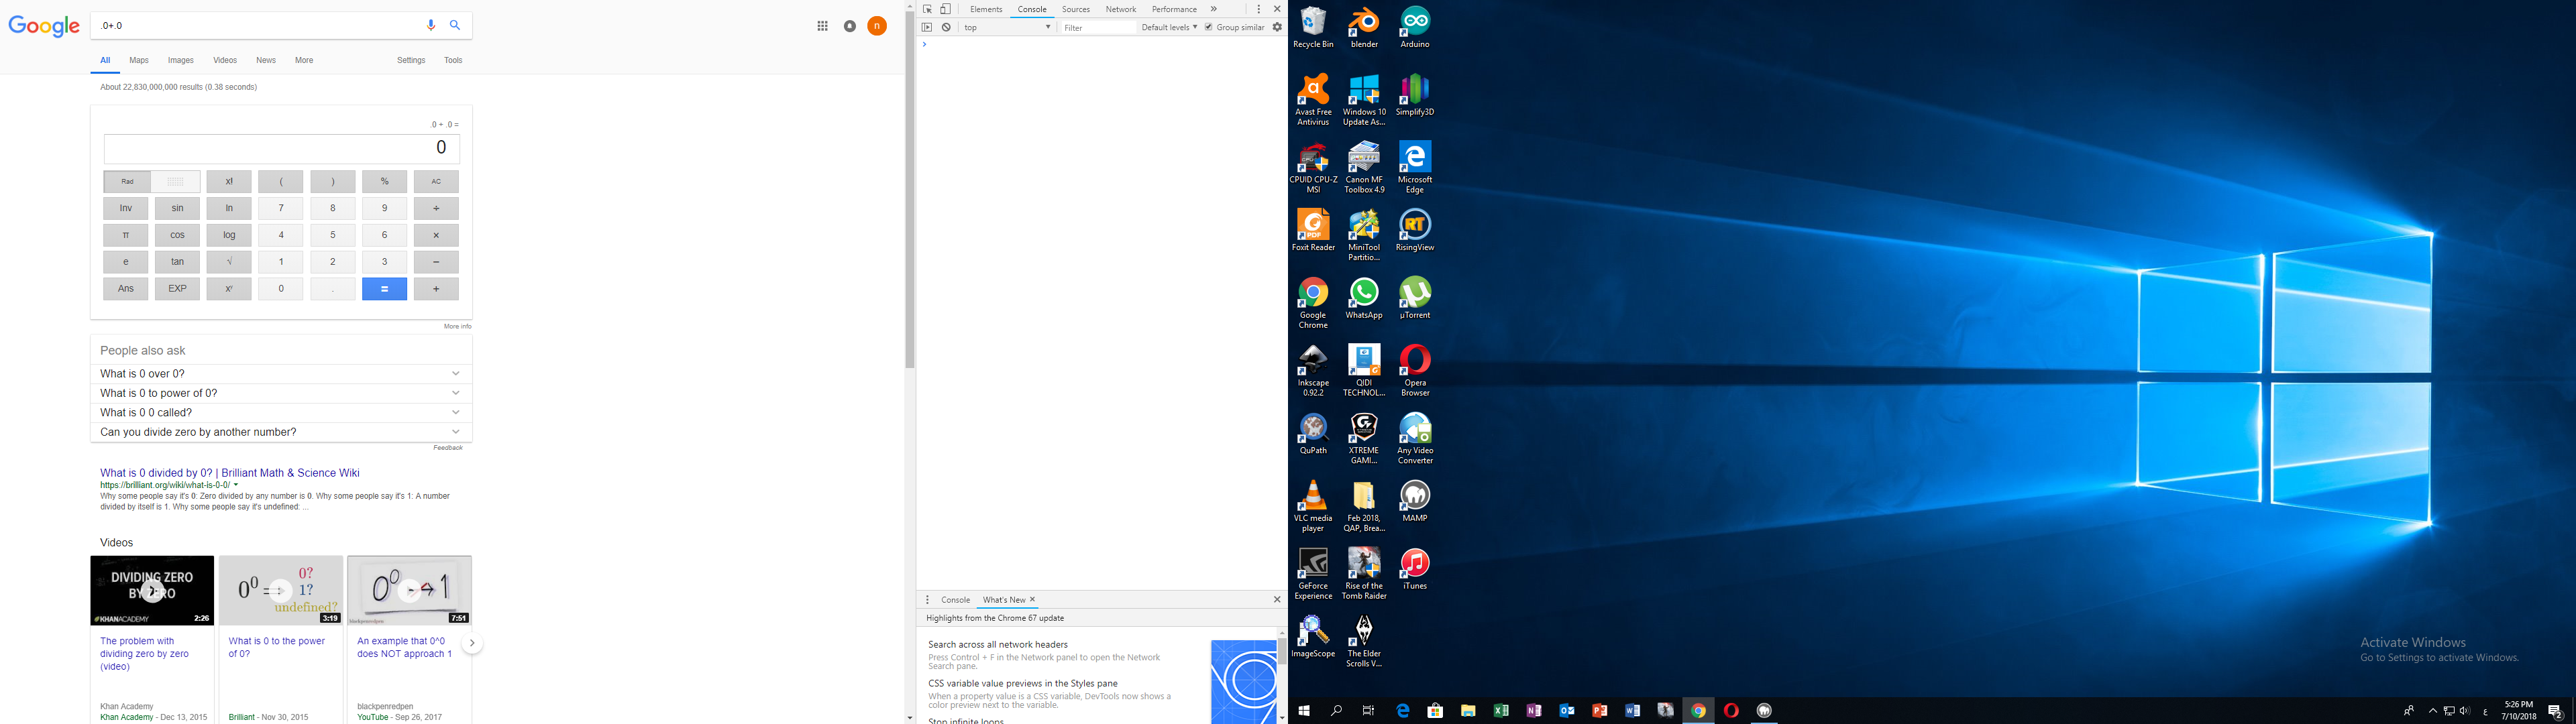 Google
.0+.0
n
All Maps Images Videos News More Settings Tools
About 22,830,000,000 results (0.38 seconds)
.0 + .0 =
0
Rad x! ( ) % AC
Inv sin ln 7 8 9 ÷
π cos log 4 5 6 ×
e tan √ 1 2 3 −
Ans EXP xʸ 0 . = +
More info
People also ask
What is 0 over 0?
What is 0 to power of 0?
What is 0 0 called?
Can you divide zero by another number?
Feedback
What is 0 divided by 0? | Brilliant Math & Science Wiki
https://brilliant.org/wiki/what-is-0-0/
Why some people say it's 0: Zero divided by any number is 0. Why some people say it's 1: A number
divided by itself is 1. Why some people say it's undefined: ...
Videos
DIVIDING ZERO
BY ZERO
KHANACADEMY
2:26
0⁰ = 0?
1?
undefined?
3:19
0⁰ → 1
blackpenredpen
7:51
The problem with
dividing zero by zero
(video)
Khan Academy
Khan Academy - Dec 13, 2015
What is 0 to the power
of 0?
Brilliant - Nov 30, 2015
An example that 0^0
does NOT approach 1
blackpenredpen
YouTube - Sep 26, 2017
Elements Console Sources Network Performance »
top Filter Default levels Group similar
Console What's New
Highlights from the Chrome 67 update
Search across all network headers
Press Control + F in the Network panel to open the Network
Search pane.
CSS variable value previews in the Styles pane
When a property value is a CSS variable, DevTools now shows a
color preview next to the variable.
Stop infinite loops
Recycle Bin
blender
Arduino
Avast Free
Antivirus
Windows 10
Update As...
Simplify3D
CPUID CPU-Z
MSI
Canon MF
Toolbox 4.9
Microsoft
Edge
PDF
Foxit Reader
MiniTool
Partitio...
RT
RisingView
Google
Chrome
WhatsApp
µTorrent
Inkscape
0.92.2
QIDI
TECHNOL...
Opera
Browser
QuPath
XTREME
GAMI...
Any Video
Converter
VLC media
player
Feb 2018,
QAP, Brea...
MAMP
GeForce
Experience
Rise of the
Tomb Raider
iTunes
ImageScope
The Elder
Scrolls V...
Activate Windows
Go to Settings to activate Windows.
ع
5:26 PM
7/10/2018
2